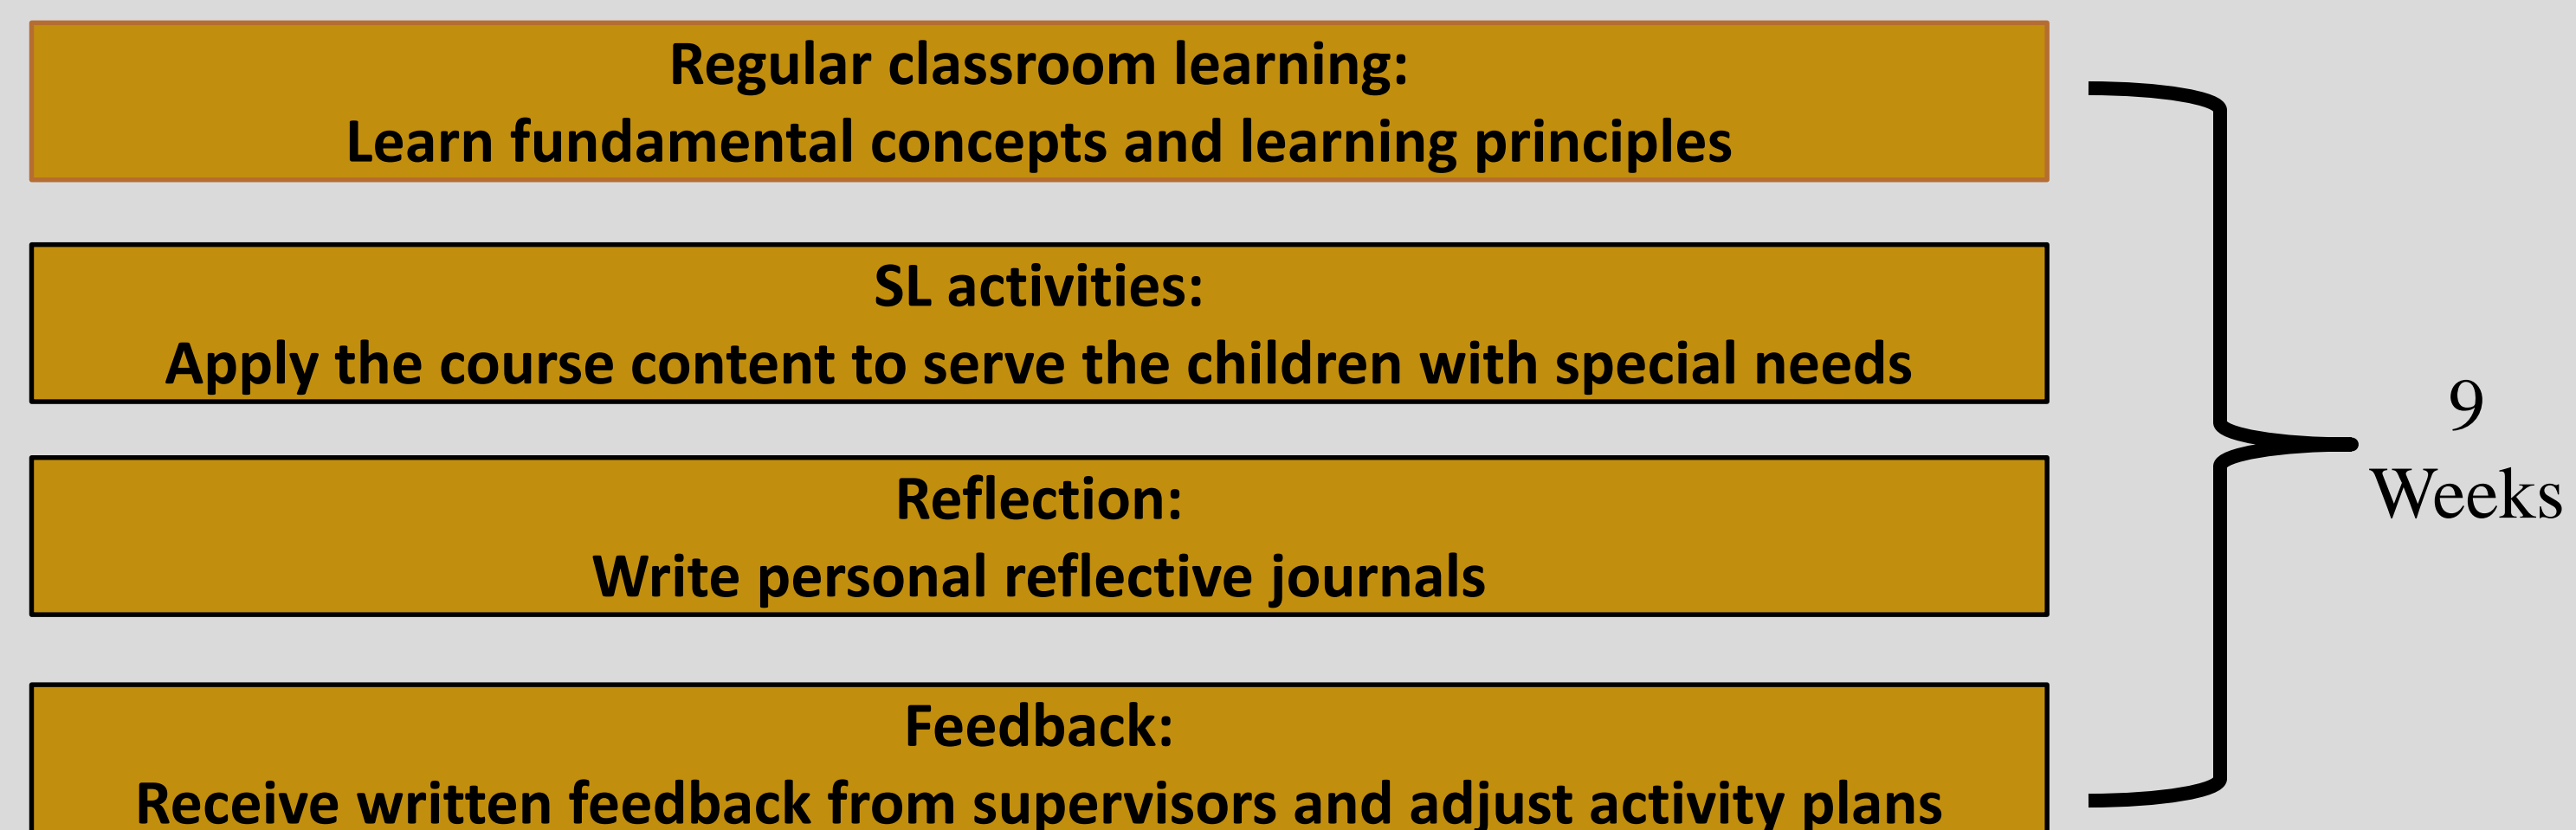 Regular classroom learning:
Learn fundamental concepts and learning principles
SL activities:
Apply the course content to serve the children with special needs
Reflection:
Write personal reflective journals
Feedback:
Receive written feedback from supervisors and adjust activity plans
9
Weeks